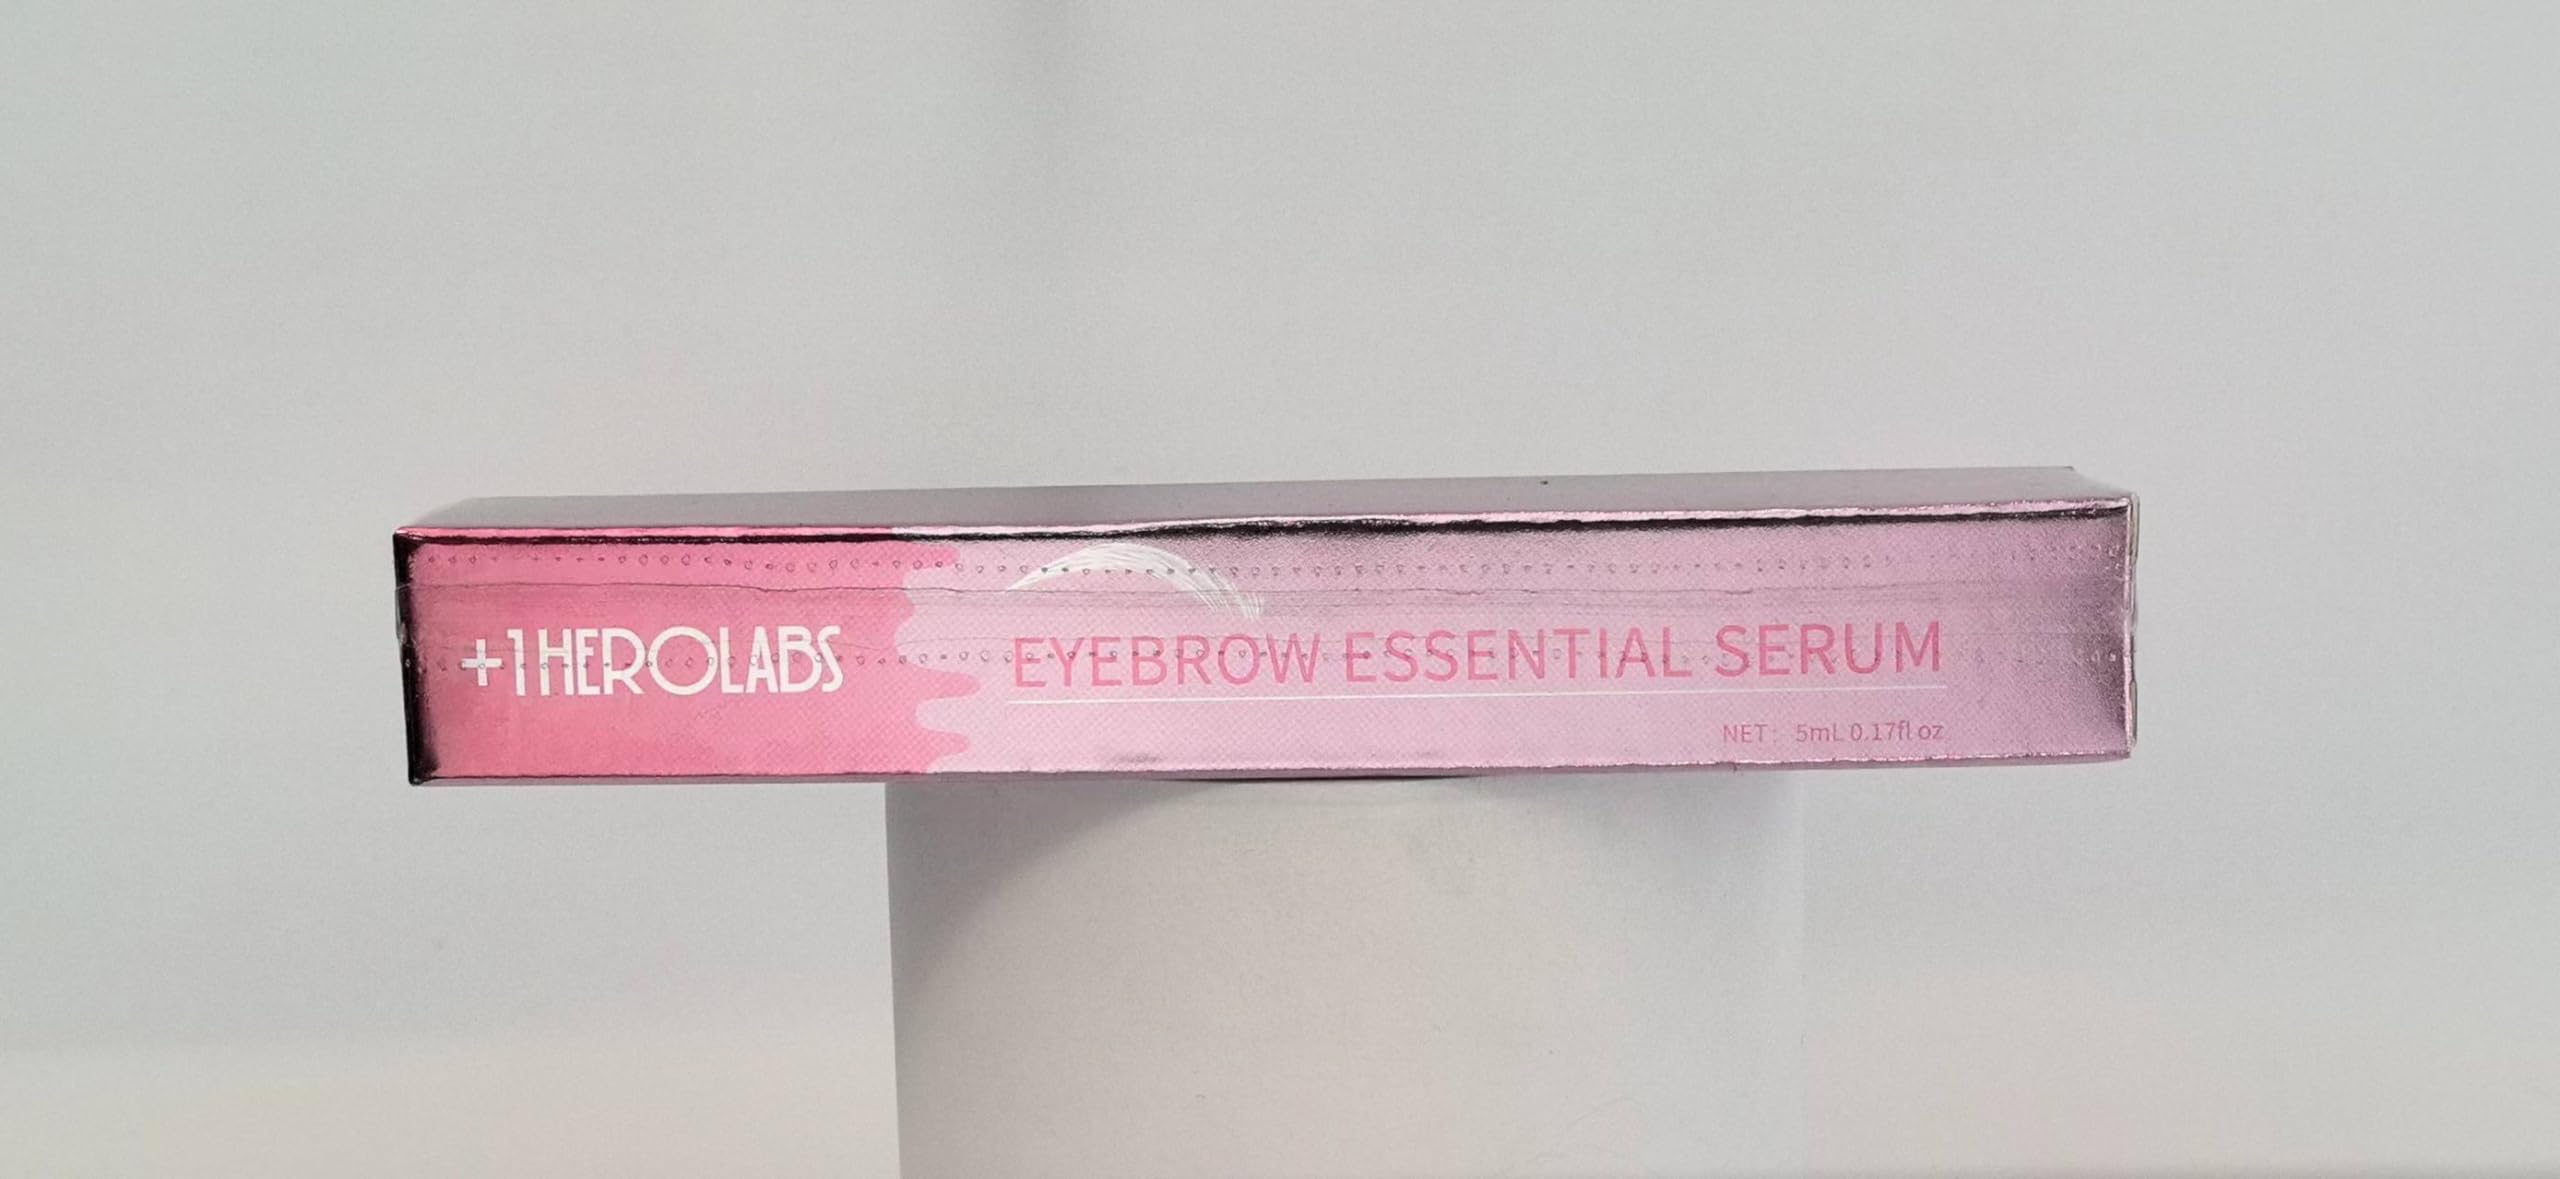 +1HEROLABS
EYEBROW ESSENTIAL SERUM
NET: 5mL 0.17fl oz